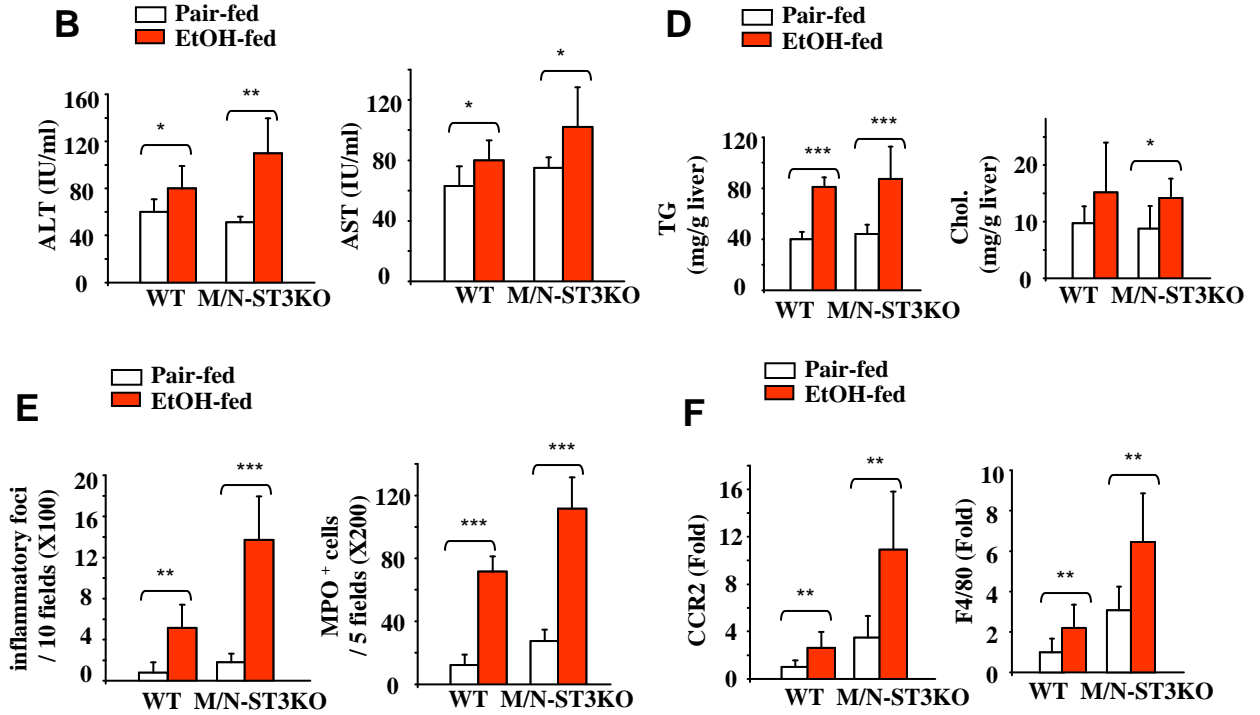 B
Pair-fed
EtOH-fed
ALT (IU/ml)
160
120
80
40
0
*
**
WT
M/N-ST3KO
AST (IU/ml)
120
80
40
0
*
*
WT
M/N-ST3KO
D
Pair-fed
EtOH-fed
TG
(mg/g liver)
120
80
40
0
***
***
WT
M/N-ST3KO
Chol.
(mg/g liver)
20
10
0
*
WT
M/N-ST3KO
E
Pair-fed
EtOH-fed
inflammatory foci
/ 10 fields (X100)
20
16
12
8
4
0
**
***
WT
M/N-ST3KO
MPO+ cells
/ 5 fields (X200)
120
80
40
0
***
***
WT
M/N-ST3KO
F
Pair-fed
EtOH-fed
CCR2 (Fold)
16
12
8
4
0
**
**
WT
M/N-ST3KO
F4/80 (Fold)
10
8
6
4
2
0
**
**
WT
M/N-ST3KO